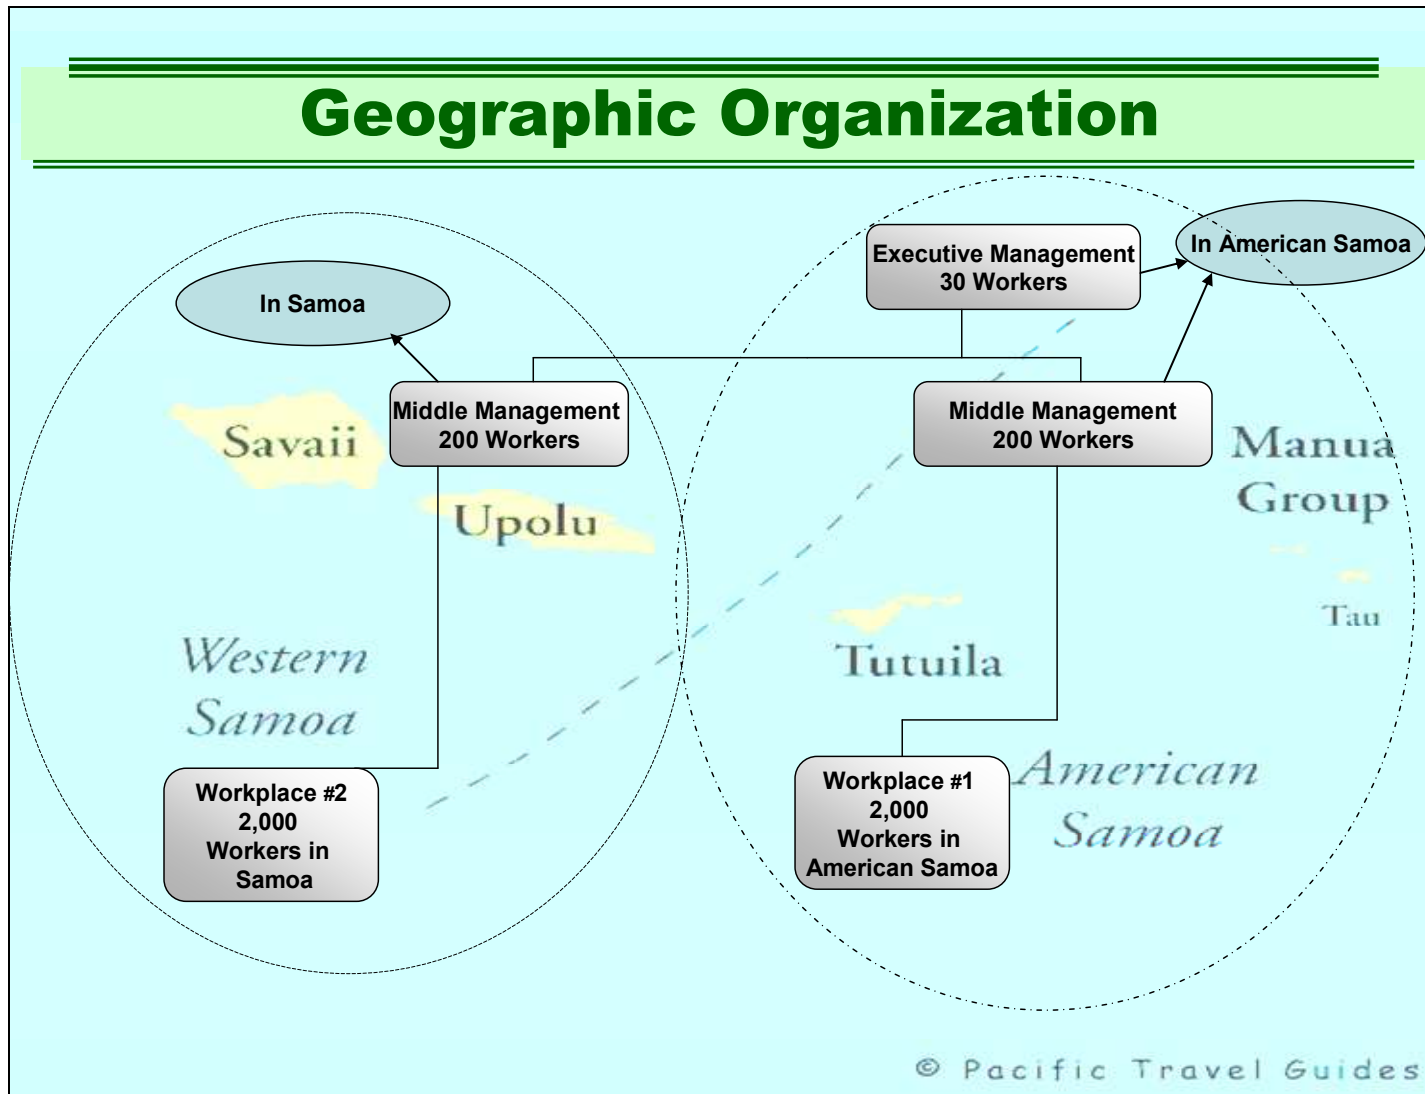 Geographic Organization
Executive Management
30 Workers
In American Samoa
In Samoa
Middle Management
200 Workers
Middle Management
200 Workers
Savaii
Upolu
Manua
Group
Tau
Tutuila
Western
Samoa
American
Samoa
Workplace #2
2,000
Workers in
Samoa
Workplace #1
2,000
Workers in
American Samoa
© Pacific Travel Guides